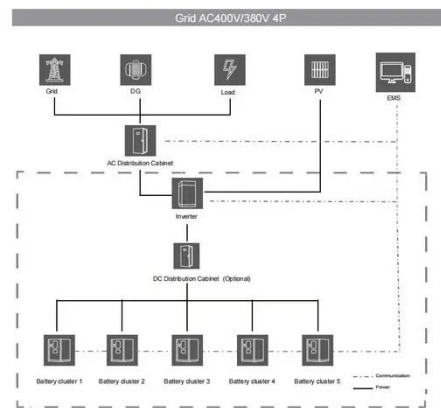 Grid AC400V/380V 4P
Grid
DG
Load
PV
EMS
AC Distribution Cabinet
Inverter
DC Distribution Cabinet (Optional)
Battery cluster 1
Battery cluster 2
Battery cluster 3
Battery cluster 4
Battery cluster 5
Communication
Power